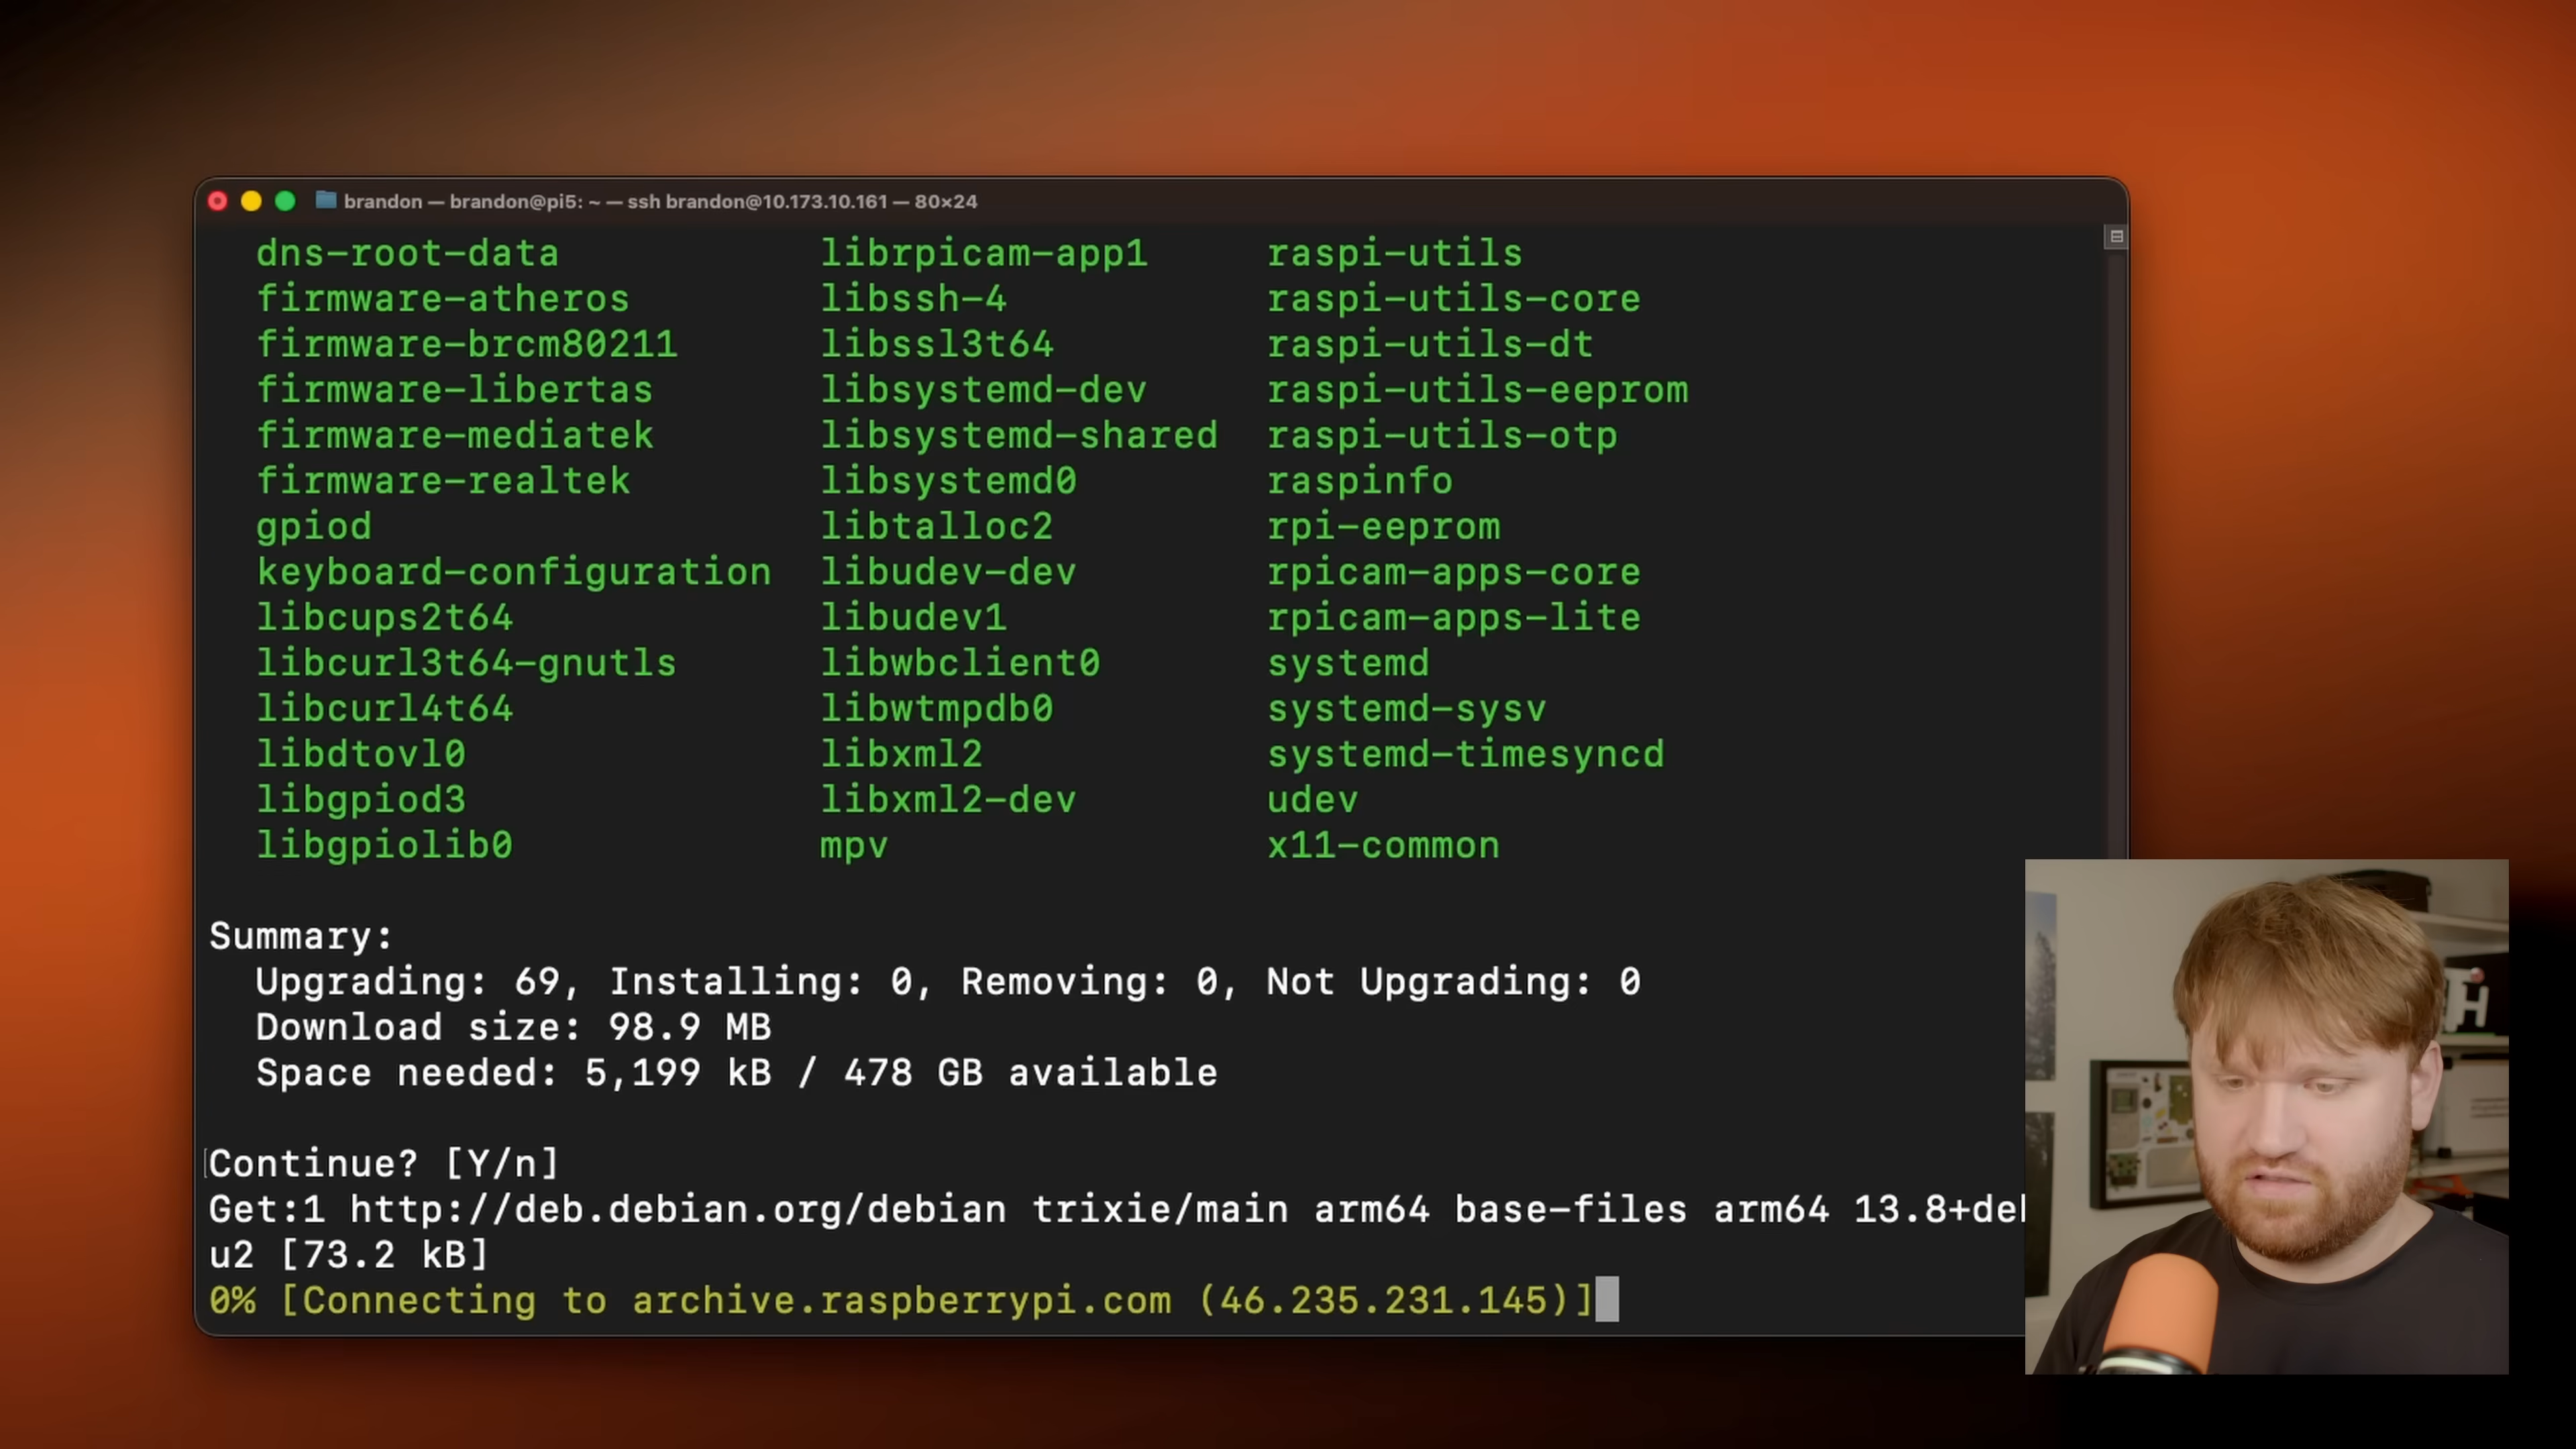 brandon — brandon@pi5: ~ — ssh brandon@10.173.10.161 — 80×24
dns-root-data librpicam-app1 raspi-utils
firmware-atheros libssh-4 raspi-utils-core
firmware-brcm80211 libssl3t64 raspi-utils-dt
firmware-libertas libsystemd-dev raspi-utils-eeprom
firmware-mediatek libsystemd-shared raspi-utils-otp
firmware-realtek libsystemd0 raspinfo
gpiod libtalloc2 rpi-eeprom
keyboard-configuration libudev-dev rpicam-apps-core
libcups2t64 libudev1 rpicam-apps-lite
libcurl3t64-gnutls libwbclient0 systemd
libcurl4t64 libwtmpdb0 systemd-sysv
libdtovl0 libxml2 systemd-timesyncd
libgpiod3 libxml2-dev udev
libgpiolib0 mpv x11-common
Summary:
Upgrading: 69, Installing: 0, Removing: 0, Not Upgrading: 0
Download size: 98.9 MB
Space needed: 5,199 kB / 478 GB available
Continue? [Y/n]
Get:1 http://deb.debian.org/debian trixie/main arm64 base-files arm64 13.8+de
u2 [73.2 kB]
0% [Connecting to archive.raspberrypi.com (46.235.231.145)]
H